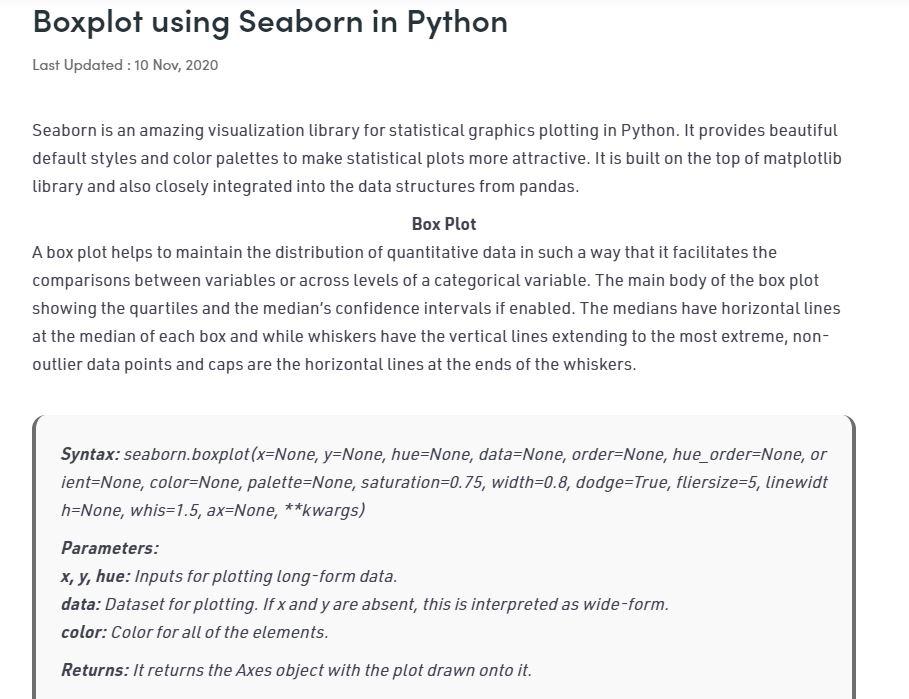 Boxplot using Seaborn in Python
Last Updated : 10 Nov, 2020
Seaborn is an amazing visualization library for statistical graphics plotting in Python. It provides beautiful
default styles and color palettes to make statistical plots more attractive. It is built on the top of matplotlib
library and also closely integrated into the data structures from pandas.
Box Plot
A box plot helps to maintain the distribution of quantitative data in such a way that it facilitates the
comparisons between variables or across levels of a categorical variable. The main body of the box plot
showing the quartiles and the median’s confidence intervals if enabled. The medians have horizontal lines
at the median of each box and while whiskers have the vertical lines extending to the most extreme, non-
outlier data points and caps are the horizontal lines at the ends of the whiskers.
Syntax: seaborn.boxplot(x=None, y=None, hue=None, data=None, order=None, hue_order=None, or
ient=None, color=None, palette=None, saturation=0.75, width=0.8, dodge=True, fliersize=5, linewidt
h=None, whis=1.5, ax=None, **kwargs)
Parameters:
x, y, hue: Inputs for plotting long-form data.
data: Dataset for plotting. If x and y are absent, this is interpreted as wide-form.
color: Color for all of the elements.
Returns: It returns the Axes object with the plot drawn onto it.